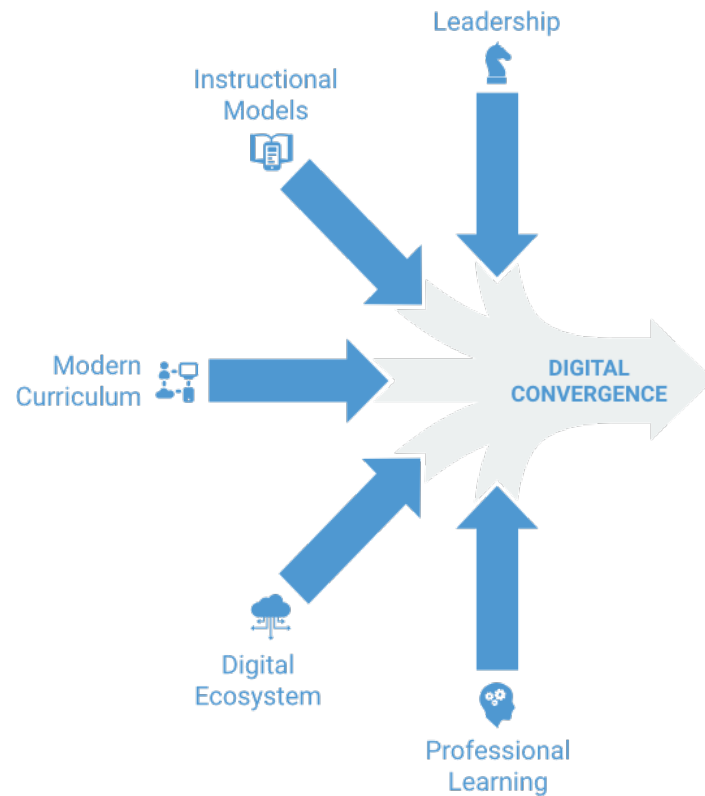 Leadership
Instructional
Models
Modern
Curriculum
DIGITAL
CONVERGENCE
Digital
Ecosystem
Professional
Learning